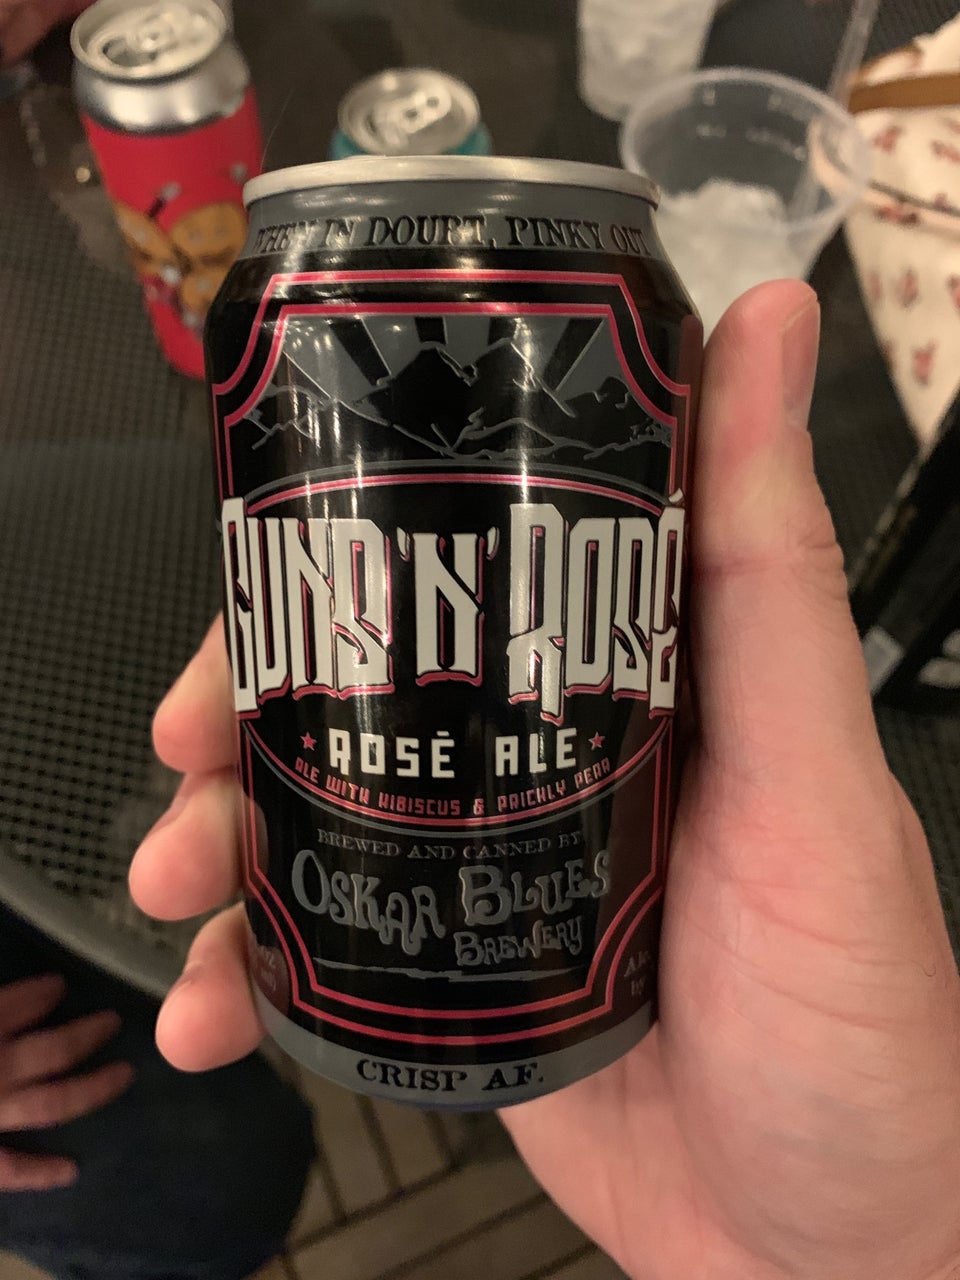 WHEN IN DOUBT, PINKY OUT
GUNS 'N' ROSÉ
ROSÉ ALE
ALE WITH HIBISCUS & PRICKLY PEAR
BREWED AND CANNED BY
OSKAR BLUES
BREWERY
CRISP AF.